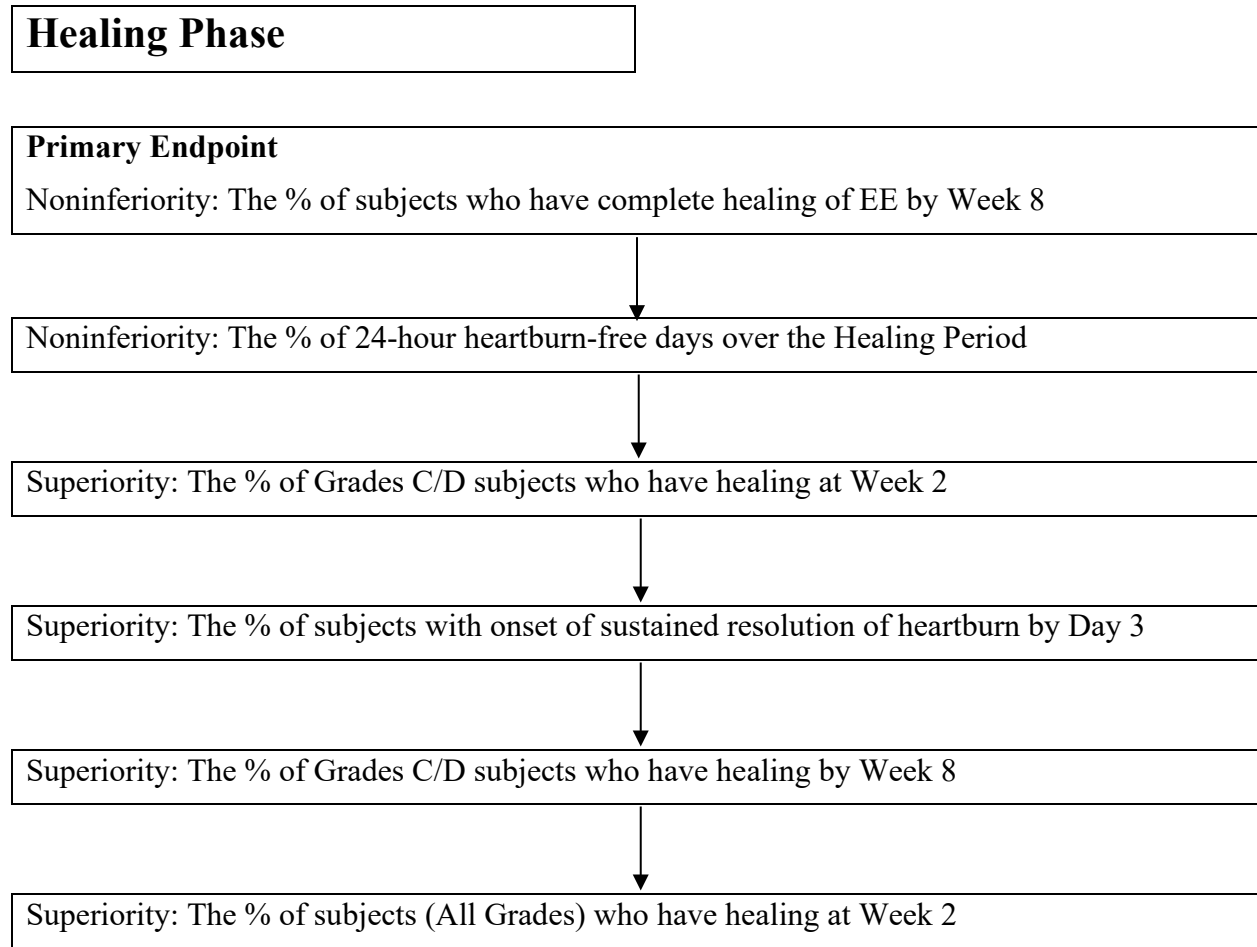 Healing Phase
Primary Endpoint
Noninferiority: The % of subjects who have complete healing of EE by Week 8
Noninferiority: The % of 24-hour heartburn-free days over the Healing Period
Superiority: The % of Grades C/D subjects who have healing at Week 2
Superiority: The % of subjects with onset of sustained resolution of heartburn by Day 3
Superiority: The % of Grades C/D subjects who have healing by Week 8
Superiority: The % of subjects (All Grades) who have healing at Week 2